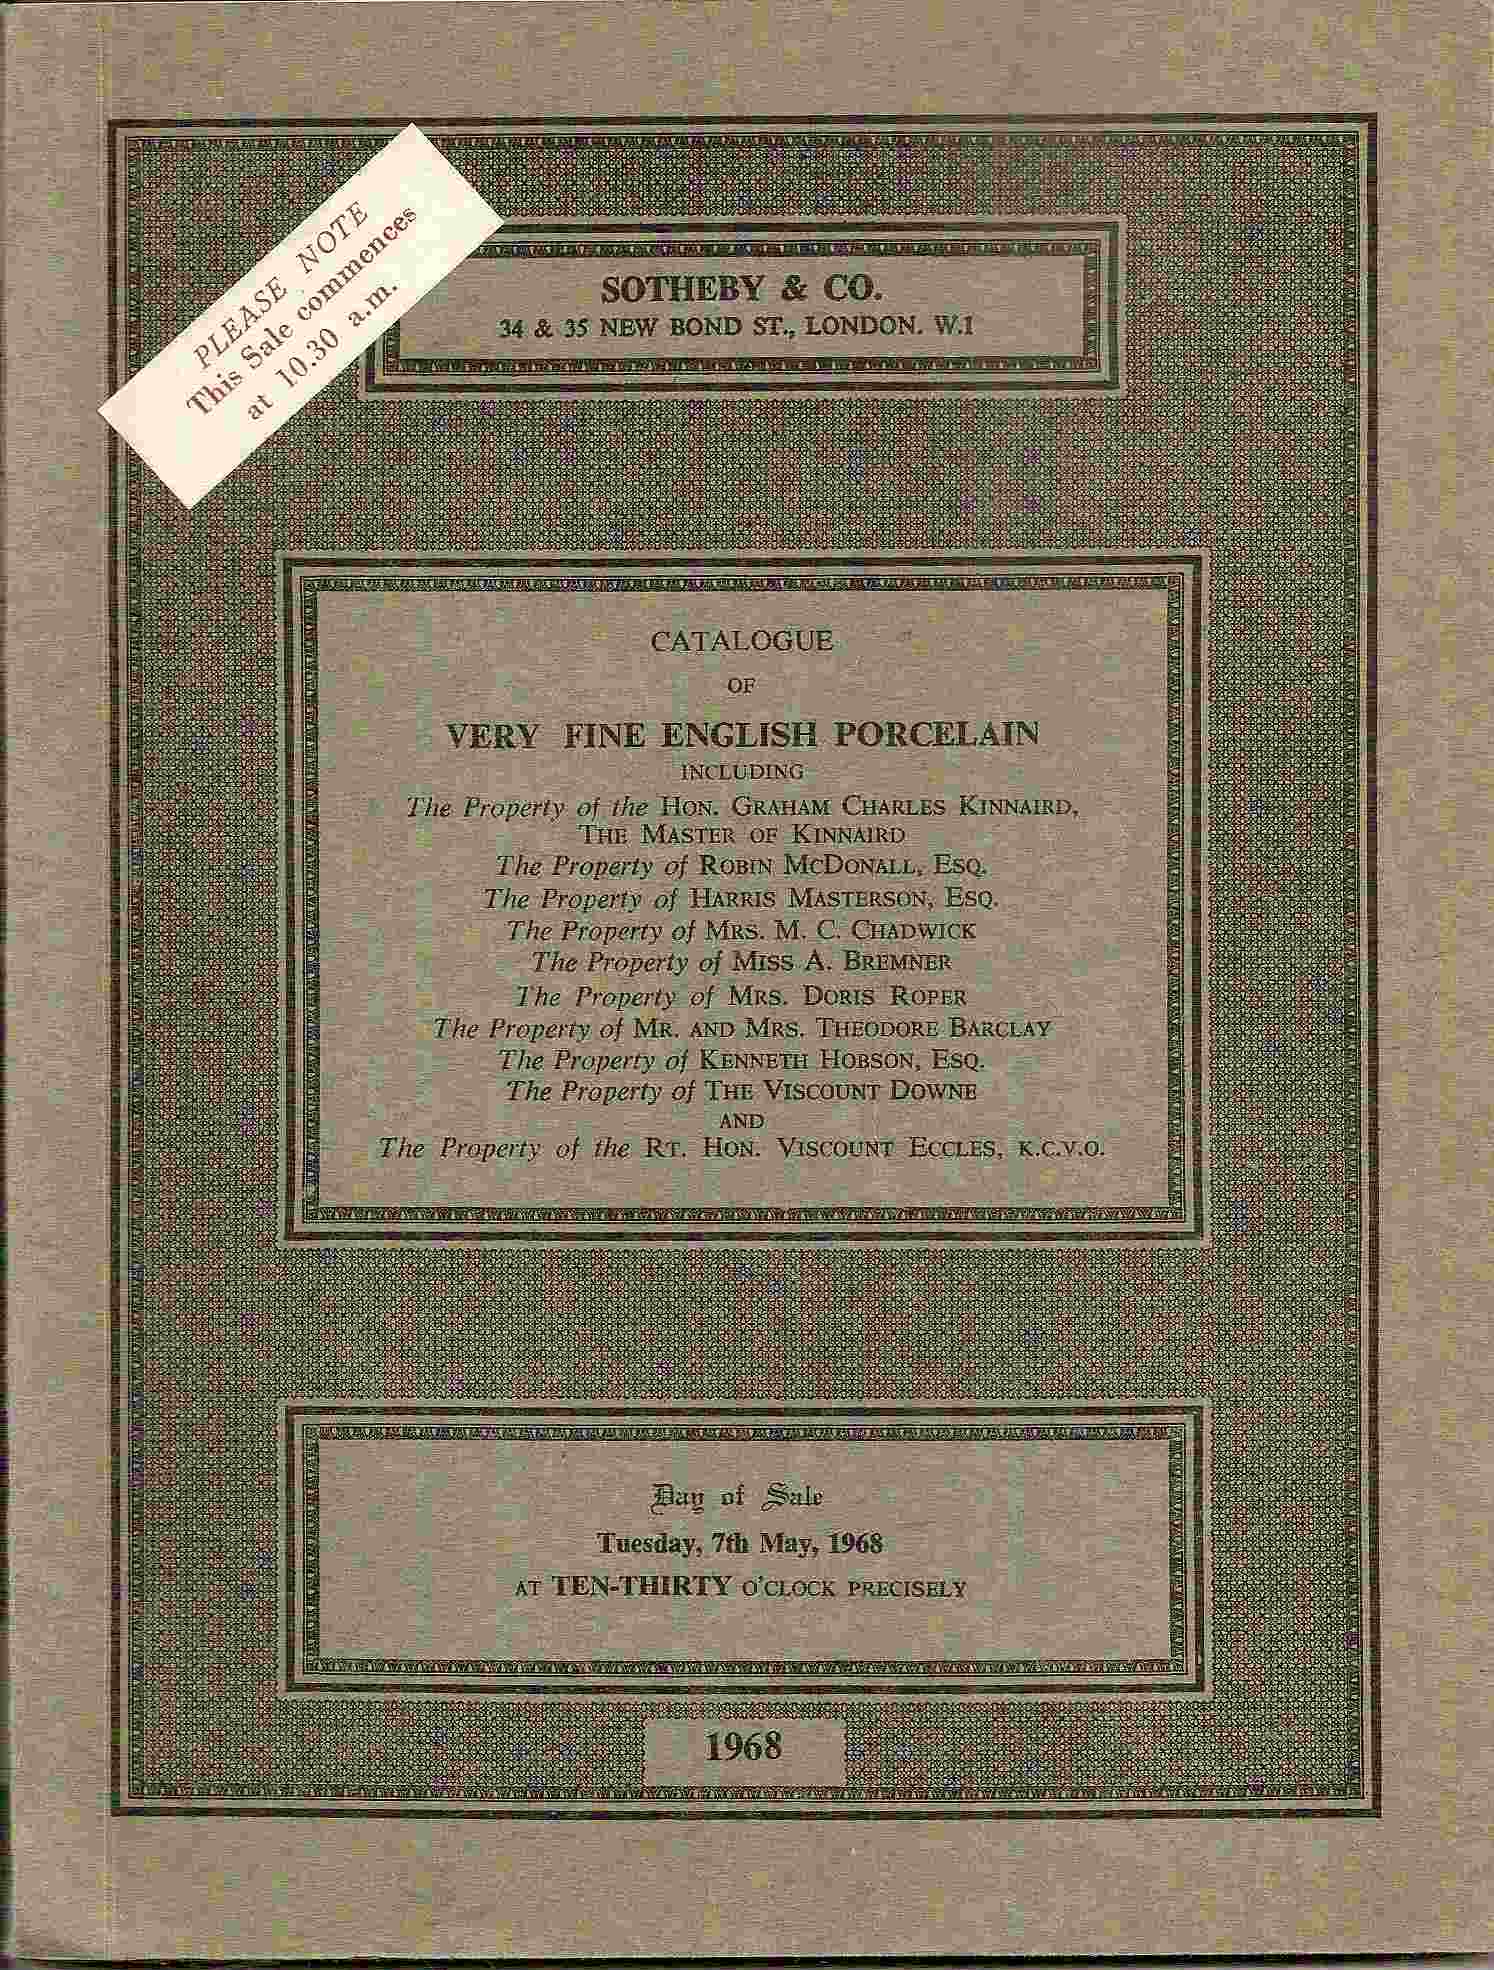 PLEASE NOTE
This Sale commences
at 10.30 a.m.
SOTHEBY & CO.
34 & 35 NEW BOND ST., LONDON. W.1
CATALOGUE
OF
VERY FINE ENGLISH PORCELAIN
INCLUDING
The Property of the HON. GRAHAM CHARLES KINNAIRD,
THE MASTER OF KINNAIRD
The Property of ROBIN MCDONALL, ESQ.
The Property of HARRIS MASTERSON, ESQ.
The Property of MRS. M. C. CHADWICK
The Property of MISS A. BREMNER
The Property of MRS. DORIS ROPER
The Property of MR. AND MRS. THEODORE BARCLAY
The Property of KENNETH HOBSON, ESQ.
The Property of THE VISCOUNT DOWNE
AND
The Property of the RT. HON. VISCOUNT ECCLES, K.C.V.O.
Day of Sale
Tuesday, 7th May, 1968
AT TEN-THIRTY O'CLOCK PRECISELY
1968